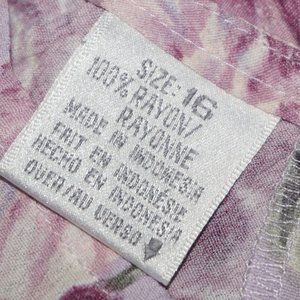 SIZE: 16
100% RAYON/
RAYONNE
MADE IN INDONESIA
FAIT EN INDONESIE
HECHO EN INDONESIA
OVER/AU VERSO